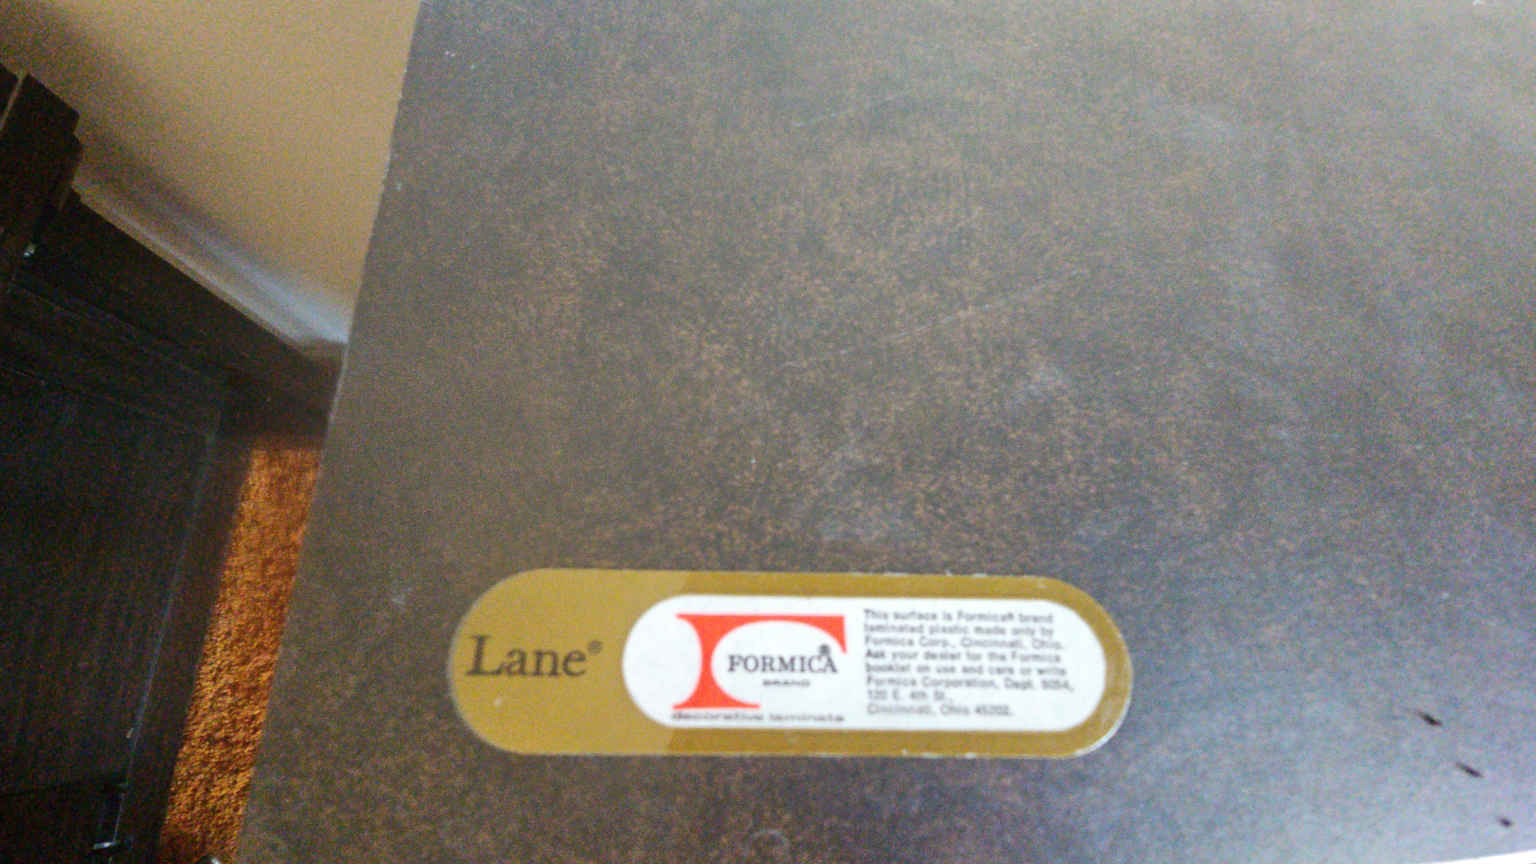 Lane®
FORMICA®
BRAND
decorative laminate
This surface is Formica® brand
laminated plastic made only by
Formica Corp., Cincinnati, Ohio.
Ask your dealer for the Formica
booklet on use and care or write
Formica Corporation, Dept. 5054,
120 E. 4th St.,
Cincinnati, Ohio 45202.